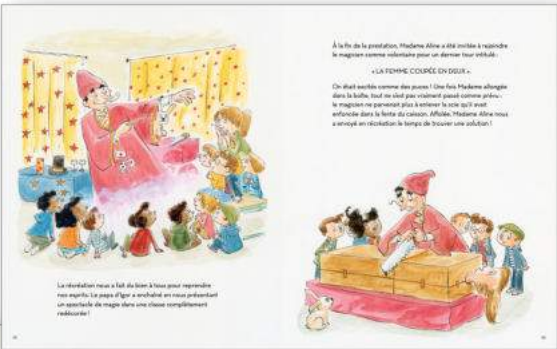 La récréation nous a fait du bien à tous pour reprendre
nos esprits. Le papa d'Igor a enchaîné en nous présentant
un spectacle de magie dans une classe complètement
redécorée !
À la fin de la prestation, Madame Aline a été invitée à rejoindre
le magicien comme volontaire pour un dernier tour intitulé :
« LA FEMME COUPÉE EN DEUX ».
On était excités comme des puces ! Une fois Madame allongée
dans la boîte, tout ne s'est pas vraiment passé comme prévu :
le magicien ne parvenait plus à enlever la scie qu'il avait
enfoncée dans la fente du caisson. Affolée, Madame Aline nous
a envoyé en récréation le temps de trouver une solution !